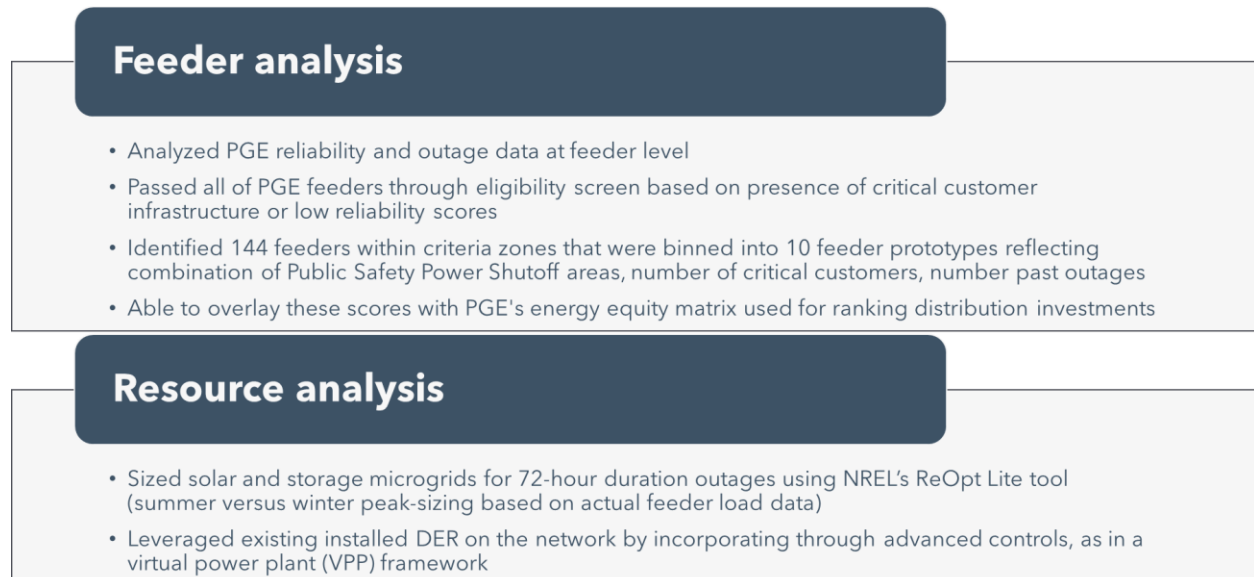 Feeder analysis
• Analyzed PGE reliability and outage data at feeder level
• Passed all of PGE feeders through eligibility screen based on presence of critical customer
infrastructure or low reliability scores
• Identified 144 feeders within criteria zones that were binned into 10 feeder prototypes reflecting
combination of Public Safety Power Shutoff areas, number of critical customers, number past outages
• Able to overlay these scores with PGE's energy equity matrix used for ranking distribution investments
Resource analysis
• Sized solar and storage microgrids for 72-hour duration outages using NREL’s ReOpt Lite tool
(summer versus winter peak-sizing based on actual feeder load data)
• Leveraged existing installed DER on the network by incorporating through advanced controls, as in a
virtual power plant (VPP) framework